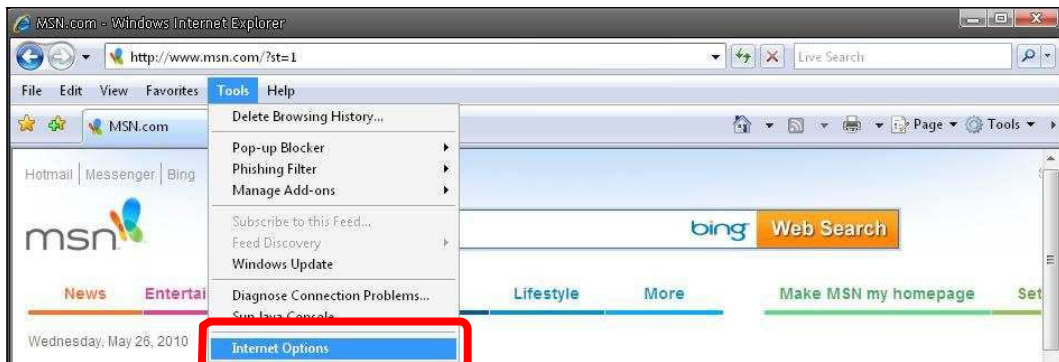 MSN.com - Windows Internet Explorer
http://www.msn.com/?st=1
Live Search
File Edit View Favorites Tools Help
MSN.com
Page Tools
Delete Browsing History...
Pop-up Blocker
Phishing Filter
Manage Add-ons
Subscribe to this Feed...
Feed Discovery
Windows Update
Diagnose Connection Problems...
Sun Java Console
Internet Options
Hotmail | Messenger | Bing
msn
bing Web Search
News Entertai Lifestyle More Make MSN my homepage Set
Wednesday, May 26, 2010